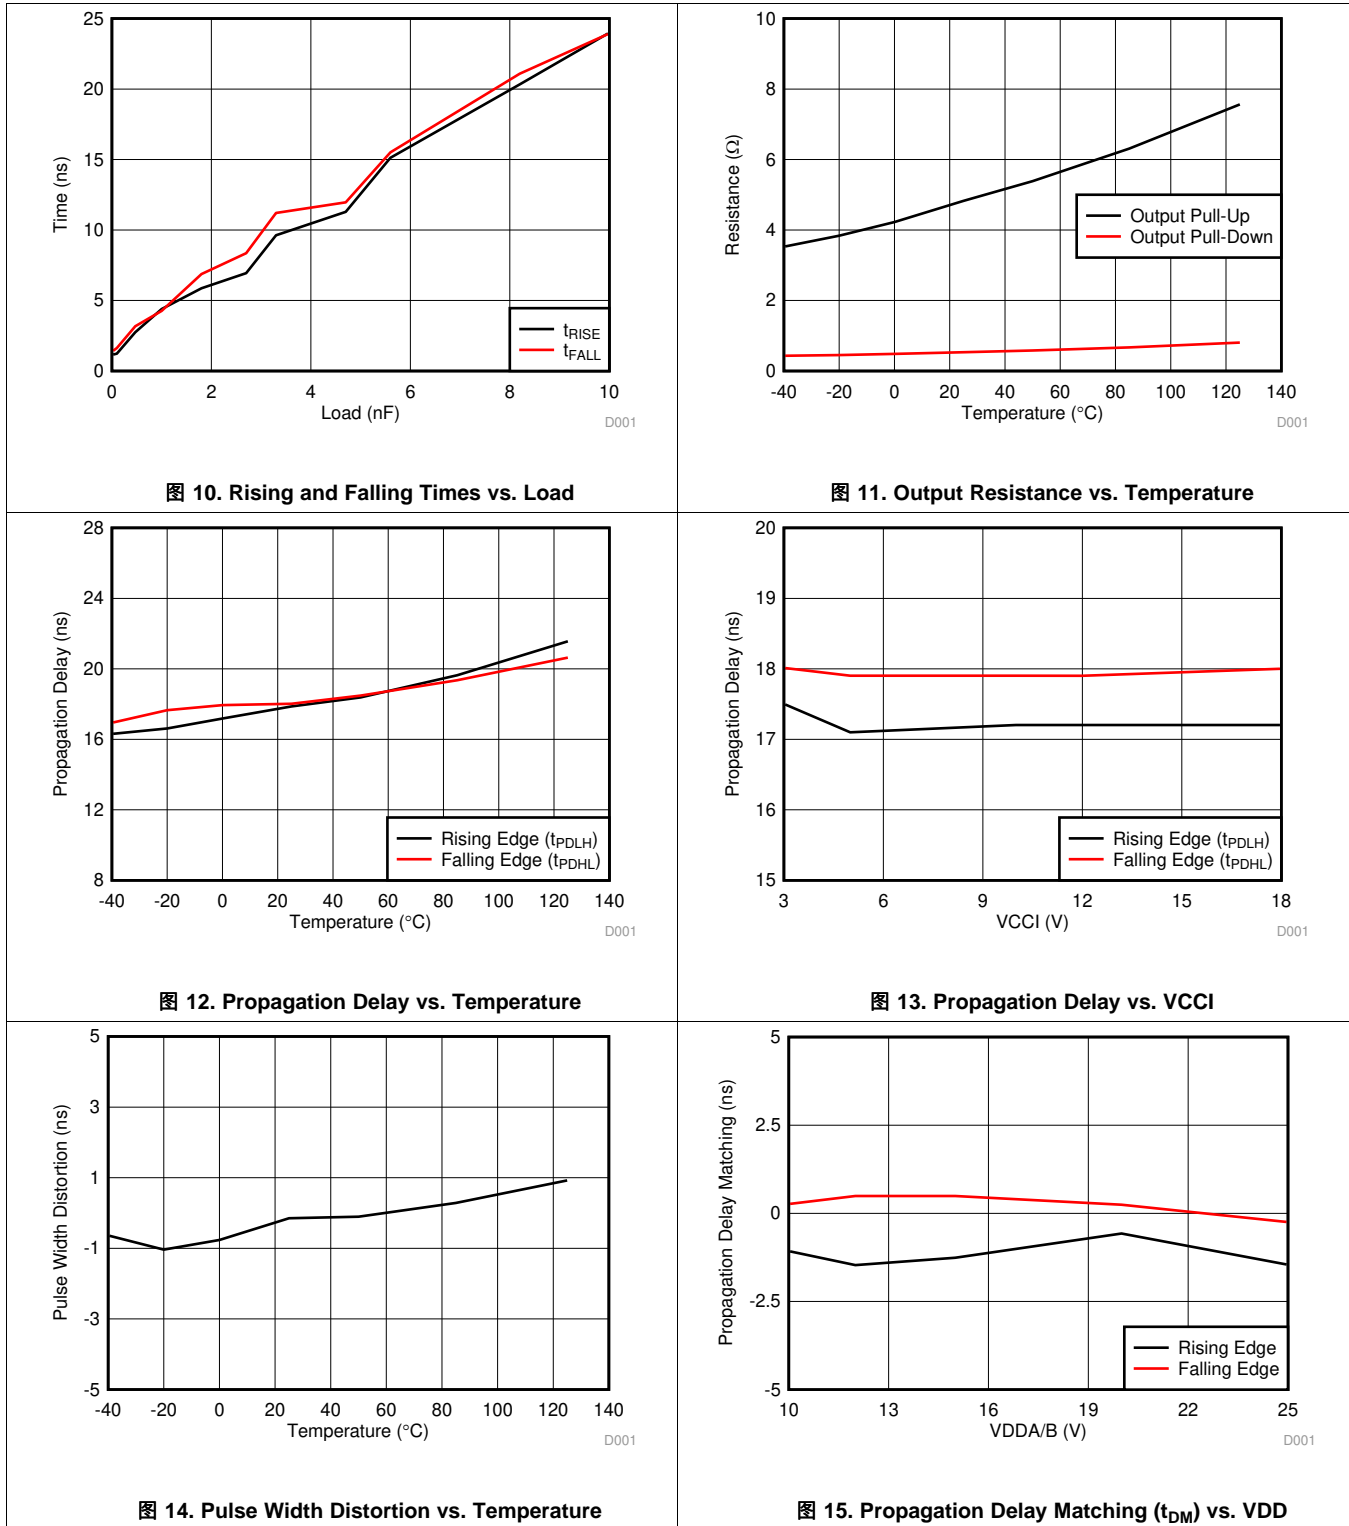 25
20
15
10
5
0
Time (ns)
0 2 4 6 8 10
Load (nF)
t_RISE
t_FALL
D001
图 10. Rising and Falling Times vs. Load
10
8
6
4
2
0
Resistance (Ω)
-40 -20 0 20 40 60 80 100 120 140
Temperature (°C)
Output Pull-Up
Output Pull-Down
D001
图 11. Output Resistance vs. Temperature
28
24
20
16
12
8
Propagation Delay (ns)
-40 -20 0 20 40 60 80 100 120 140
Temperature (°C)
Rising Edge (t_PDLH)
Falling Edge (t_PDHL)
D001
图 12. Propagation Delay vs. Temperature
20
19
18
17
16
15
Propagation Delay (ns)
3 6 9 12 15 18
VCCI (V)
Rising Edge (t_PDLH)
Falling Edge (t_PDHL)
D001
图 13. Propagation Delay vs. VCCI
5
3
1
-1
-3
-5
Pulse Width Distortion (ns)
-40 -20 0 20 40 60 80 100 120 140
Temperature (°C)
D001
图 14. Pulse Width Distortion vs. Temperature
5
2.5
0
-2.5
-5
Propagation Delay Matching (ns)
10 13 16 19 22 25
VDDA/B (V)
Rising Edge
Falling Edge
D001
图 15. Propagation Delay Matching (t_DM) vs. VDD